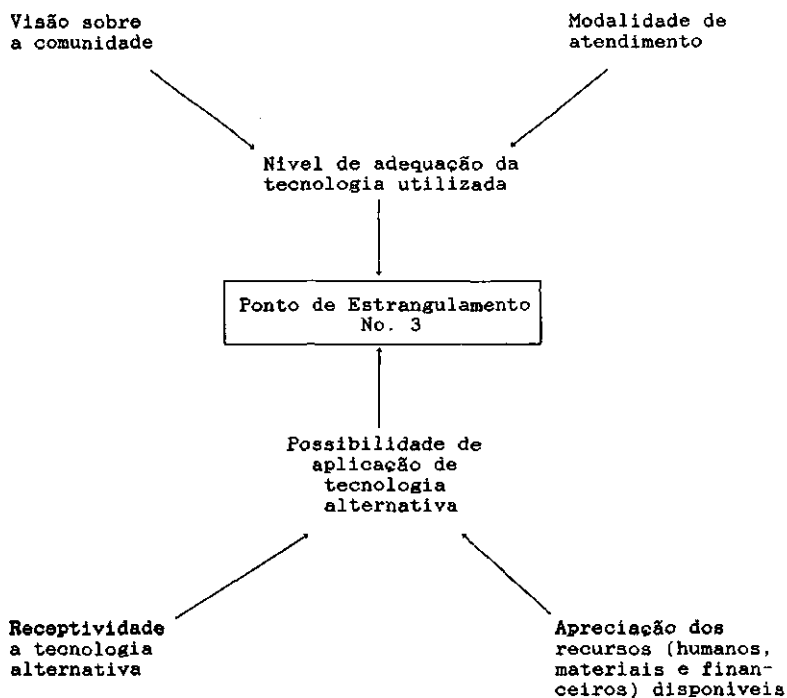 Visão sobre
a comunidade
Modalidade de
atendimento
Nivel de adequação da
tecnologia utilizada
Ponto de Estrangulamento
No. 3
Possibilidade de
aplicação de
tecnologia
alternativa
Receptividade
a tecnologia
alternativa
Apreciação dos
recursos (humanos,
materiais e finan-
ceiros) disponiveis